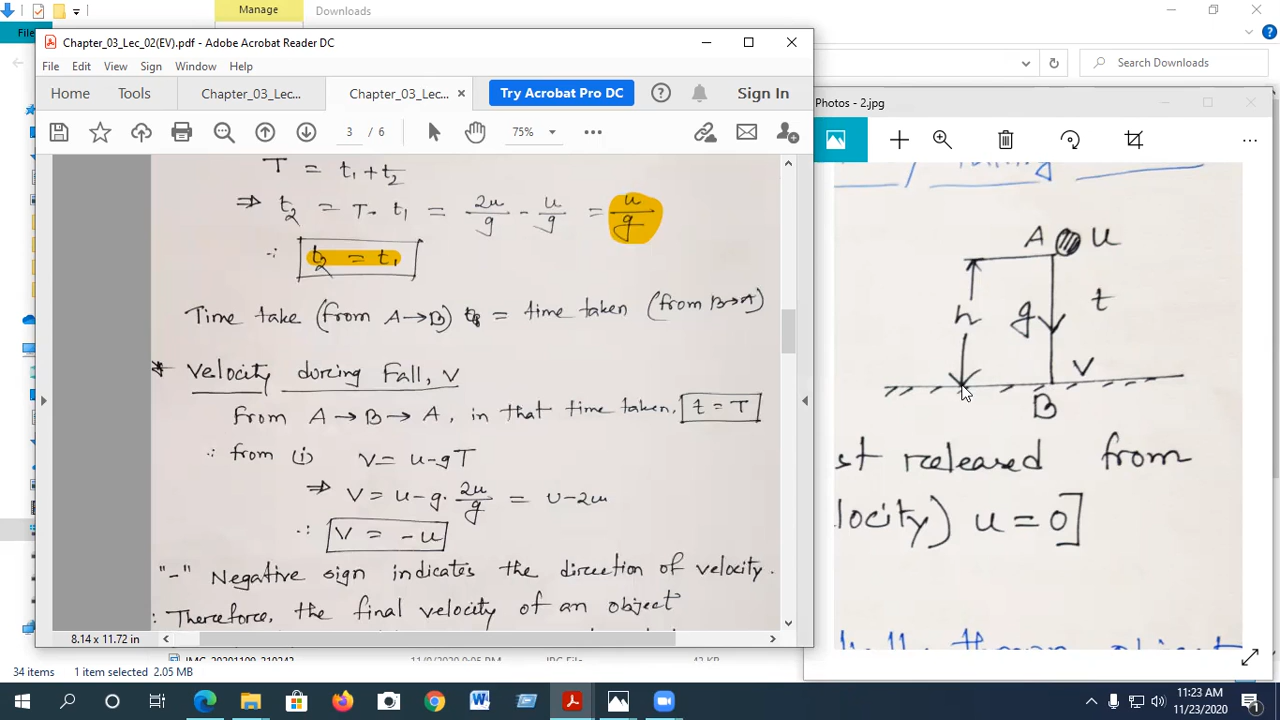 Manage
Downloads
File
Search Downloads
Chapter_03_Lec_02(EV).pdf - Adobe Acrobat Reader DC
File Edit View Sign Window Help
Home Tools Chapter_03_Lec... Chapter_03_Lec... × Try Acrobat Pro DC Sign In
3 / 6 75%
T = t₁ + t₂
⇒ t₂ = T - t₁ = 2u/g - u/g = u/g
∴ t₂ = t₁
Time take (from A→B) = time taken (from B→A)
* Velocity during Fall, V
From A→B→A, in that time taken, t = T
∴ from (i) V = u-gT
⇒ V = u-g. 2u/g = u-2u
∴ V = -u
"-" Negative sign indicates the direction of velocity.
∴ Therefore, the final velocity of an object
8.14 x 11.72 in
Photos - 2.jpg
A u
h g t
V
B
st released from
locity) u = 0]
34 items 1 item selected 2.05 MB
11:23 AM
11/23/2020